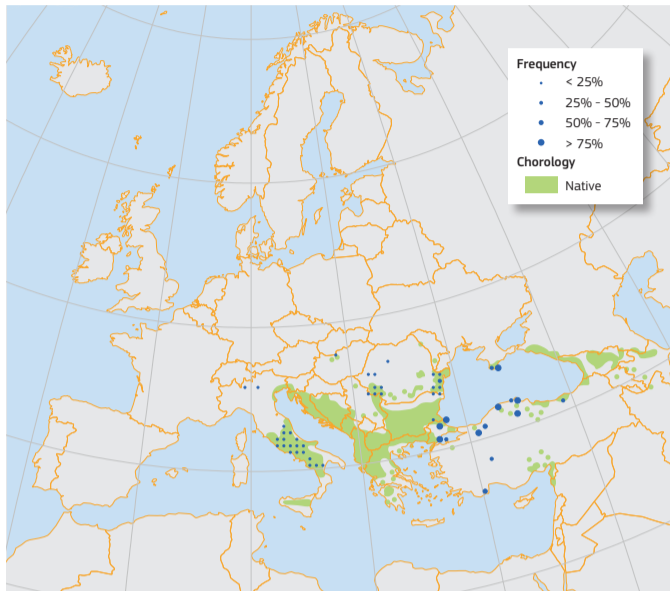 Frequency
< 25%
25% - 50%
50% - 75%
> 75%
Chorology
Native